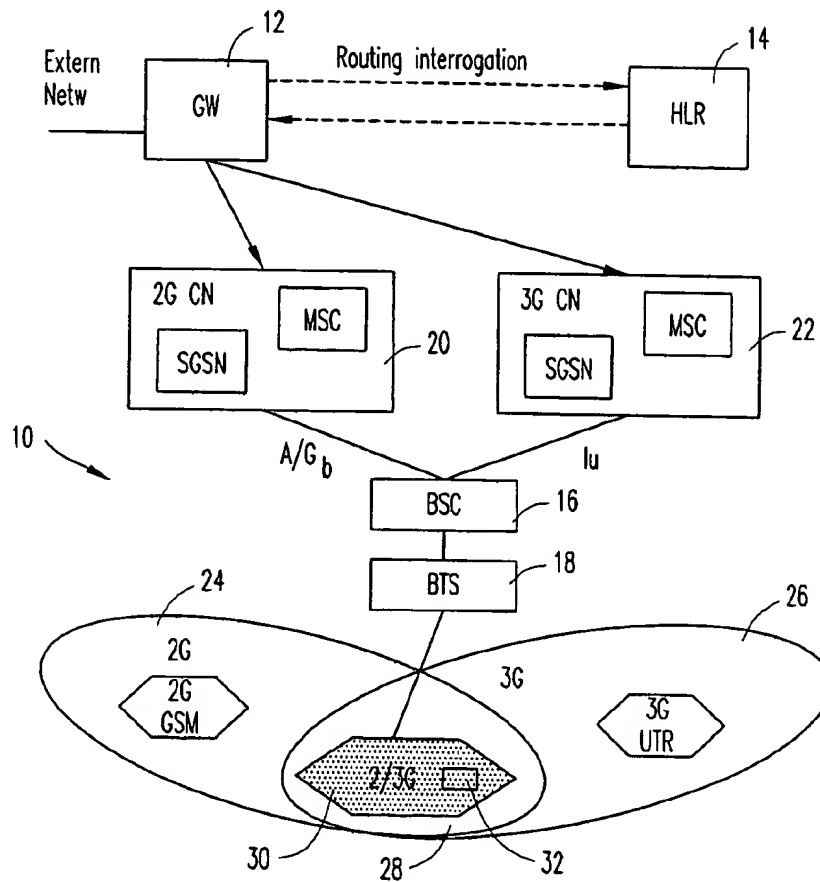 12
14
Extern
Netw
GW
Routing interrogation
HLR
2G CN
MSC
SGSN
20
3G CN
MSC
SGSN
22
10
A/Gb
Iu
BSC
16
BTS
18
24
26
2G
2G
GSM
3G
3G
UTR
2/3G
30
28
32